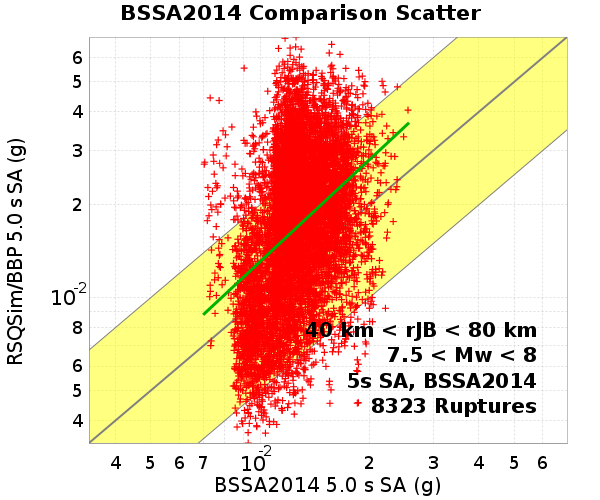 BSSA2014 Comparison Scatter
RSQSim/BBP 5.0 s SA (g)
6
5
4
3
2
10-2
8
6
5
4
40 km < rJB < 80 km
7.5 < Mw < 8
5s SA, BSSA2014
8323 Ruptures
4 5 6 7 10-2 2 3 4 5 6
BSSA2014 5.0 s SA (g)